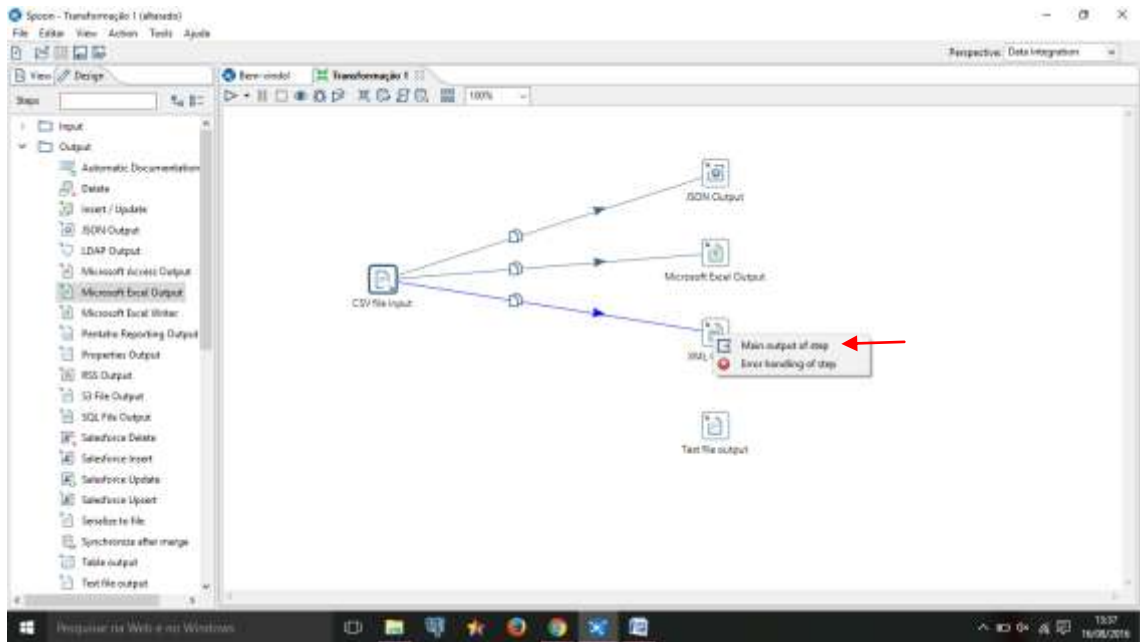 Spoon - Transformação 1 (alterado)
File Editar View Action Tools Ajuda
Perspective: Data Integration
View Design
Bem-vindo! Transformação 1
Steps
100%
Input
Output
Automatic Documentation
Delete
Insert / Update
JSON Output
LDAP Output
Microsoft Access Output
Microsoft Excel Output
Microsoft Excel Writer
Pentaho Reporting Output
Properties Output
RSS Output
S3 File Output
SQL File Output
Salesforce Delete
Salesforce Insert
Salesforce Update
Salesforce Upsert
Serialize to file
Synchronize after merge
Table output
Text file output
JSON Output
Microsoft Excel Output
CSV file input
XML
Main output of step
Error handling of step
Text file output
Pesquisar na Web e no Windows
13:37
16/08/2016